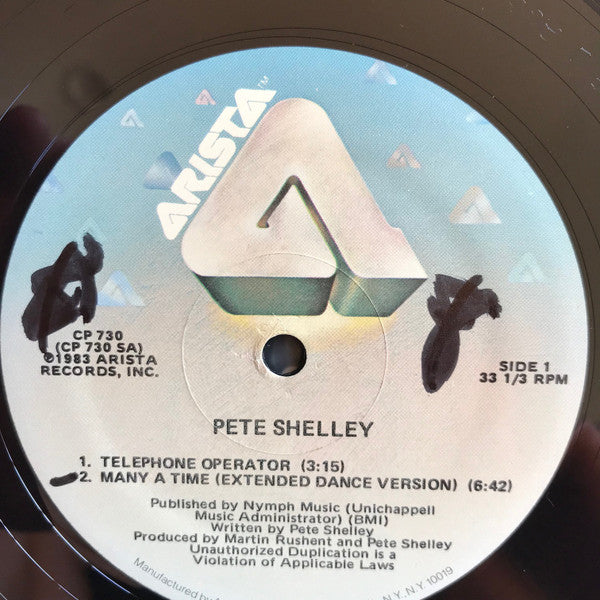 ARISTA™
CP 730
(CP 730 SA)
℗1983 ARISTA
RECORDS, INC.
SIDE 1
33 1/3 RPM
PETE SHELLEY
1. TELEPHONE OPERATOR (3:15)
2. MANY A TIME (EXTENDED DANCE VERSION) (6:42)
Published by Nymph Music (Unichappell
Music Administrator) (BMI)
Written by Pete Shelley
Produced by Martin Rushent and Pete Shelley
Unauthorized Duplication is a
Violation of Applicable Laws
Manufactured by
N.Y. 10019